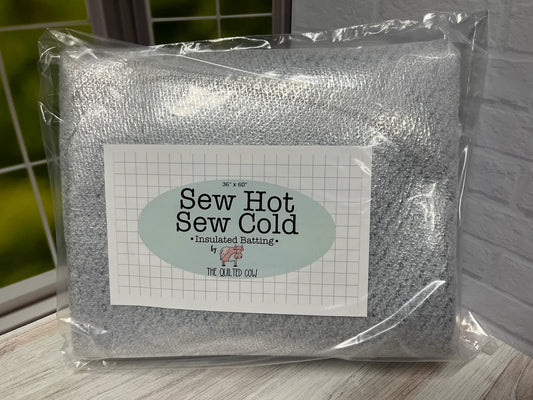 36" x 60"
Sew Hot
Sew Cold
•Insulated Batting•
by
THE QUILTED COW